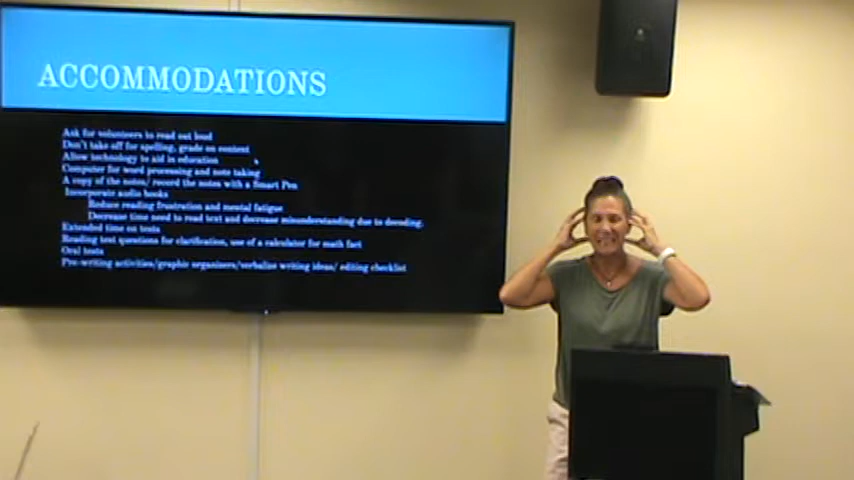 ACCOMMODATIONS
Ask for volunteers to read out loud
Don't take off for spelling, grade on content
Allow technology to aid in education
Computer for word processing and note taking
A copy of the notes/ record the notes with a Smart Pen
Incorporate audio books
Reduce reading frustration and mental fatigue
Decrease time need to read text and decrease misunderstanding due to decoding.
Extended time on tests
Reading test questions for clarification, use of a calculator for math fact
Oral tests
Pre-writing activities/graphic organizers/verbalize writing ideas/ editing checklist